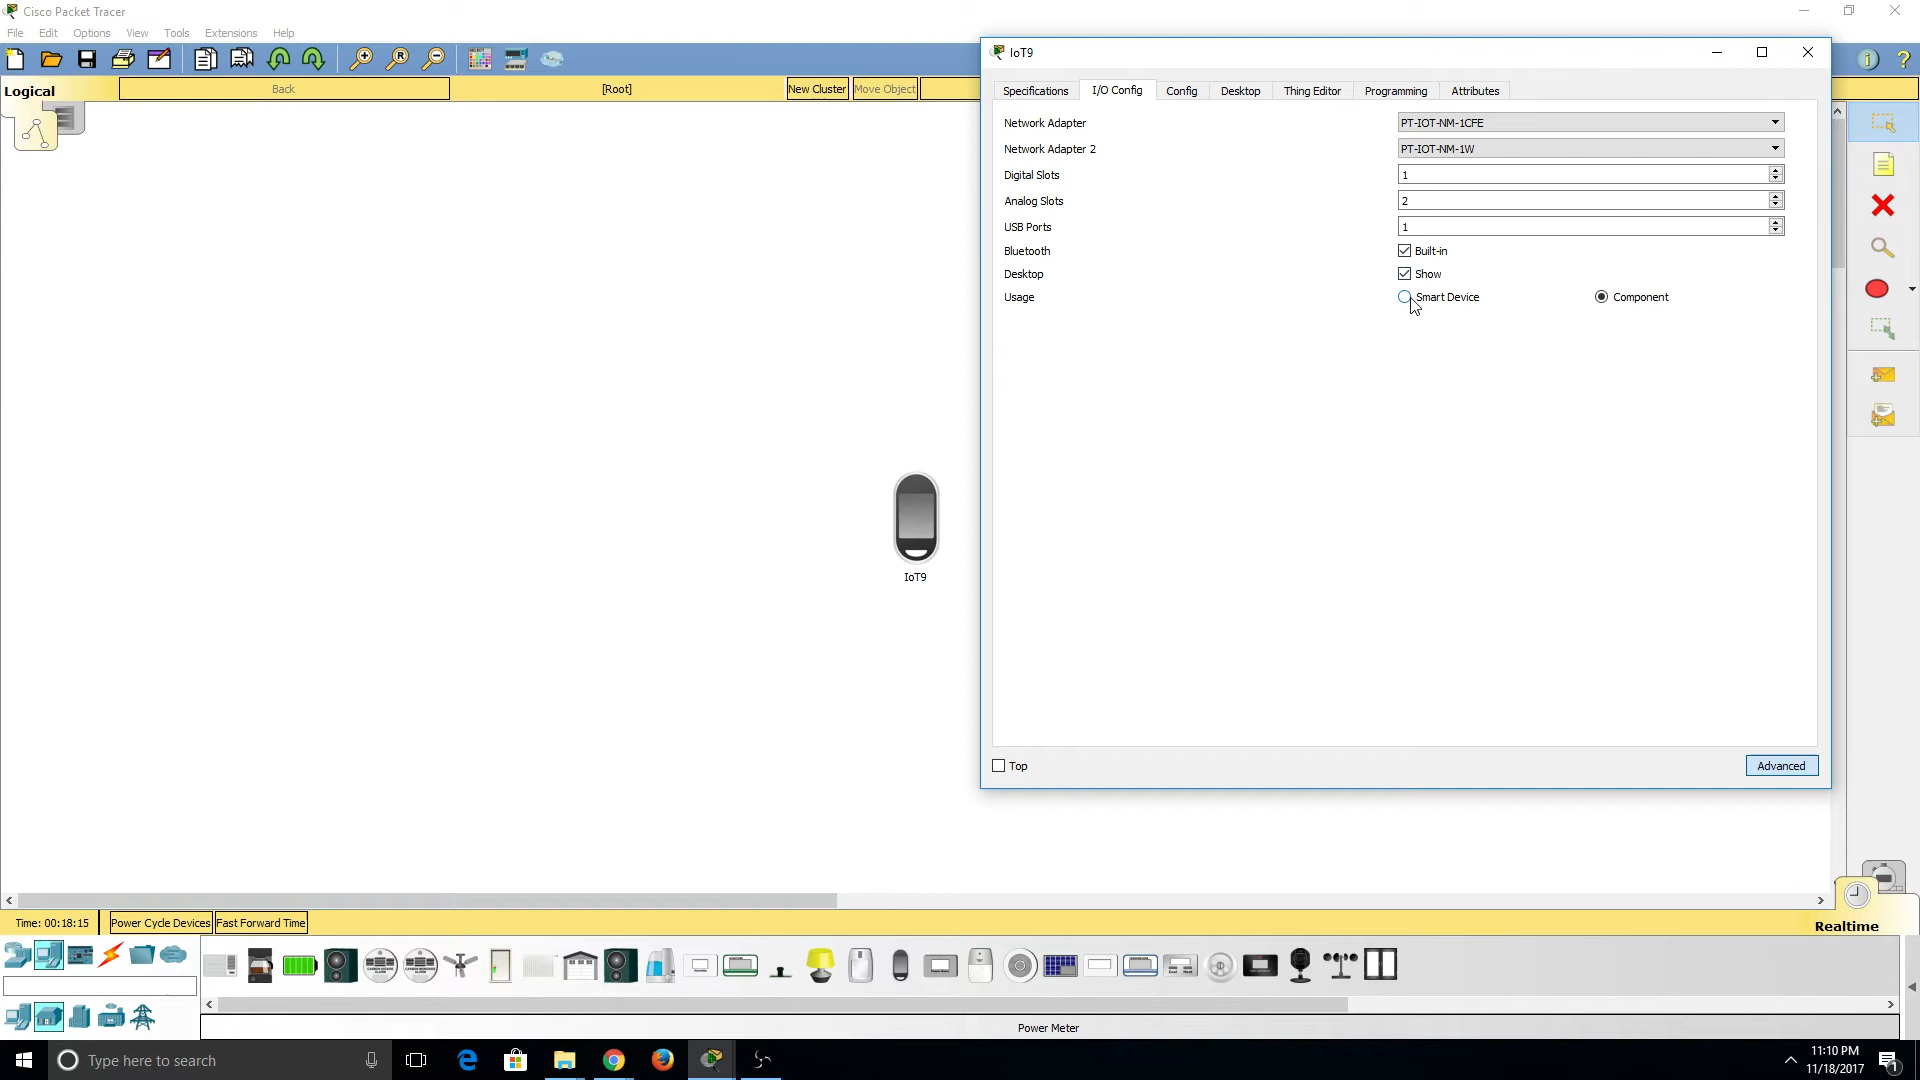 Cisco Packet Tracer
File Edit Options View Tools Extensions Help
Logical
Back
[Root]
New Cluster
Move Object
IoT9
Specifications I/O Config Config Desktop Thing Editor Programming Attributes
Network Adapter PT-IOT-NM-1CFE
Network Adapter 2 PT-IOT-NM-1W
Digital Slots 1
Analog Slots 2
USB Ports 1
Bluetooth Built-in
Desktop Show
Usage Smart Device Component
IoT9
Top
Advanced
Time: 00:18:15 Power Cycle Devices Fast Forward Time
Realtime
Power Meter
Type here to search
11:10 PM
11/18/2017
1